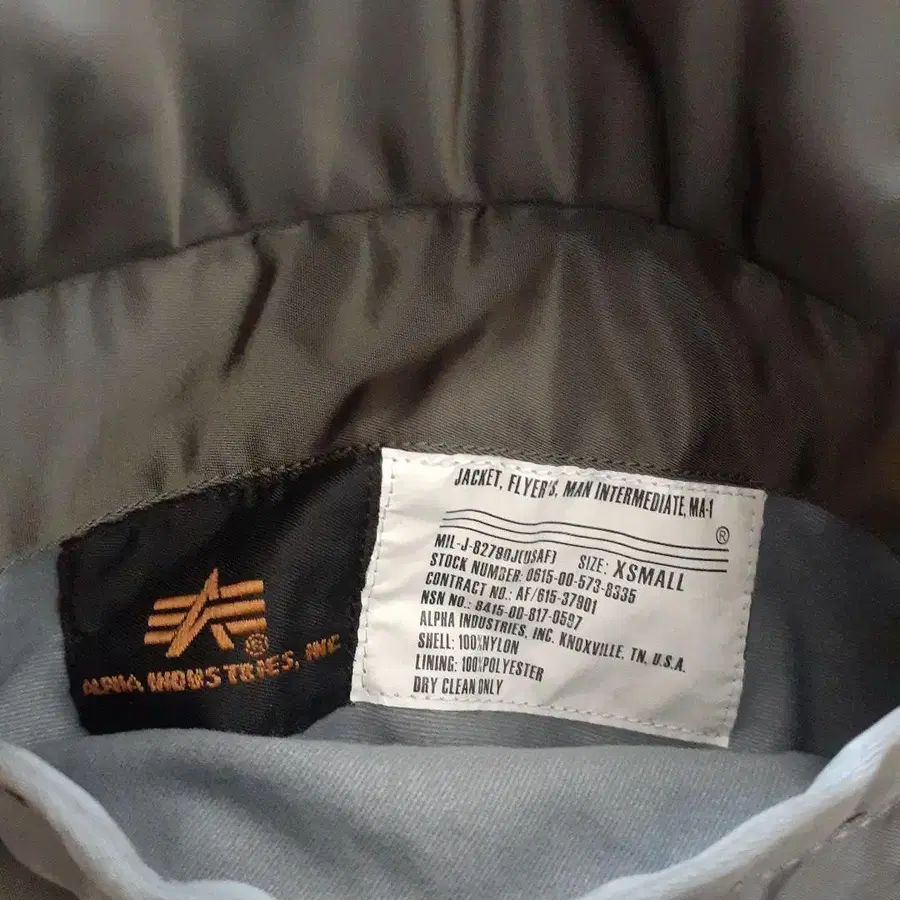 ALPHA INDUSTRIES, INC
®
JACKET, FLYER'S, MAN INTERMEDIATE, MA-1
®
MIL-J-82790J(USAF) SIZE: XSMALL
STOCK NUMBER: 0615-00-573-8335
CONTRACT NO.: AF/615-37901
NSN NO.: 8415-00-817-0597
ALPHA INDUSTRIES, INC. KNOXVILLE, TN, U.S.A.
SHELL: 100%NYLON
LINING: 100%POLYESTER
DRY CLEAN ONLY